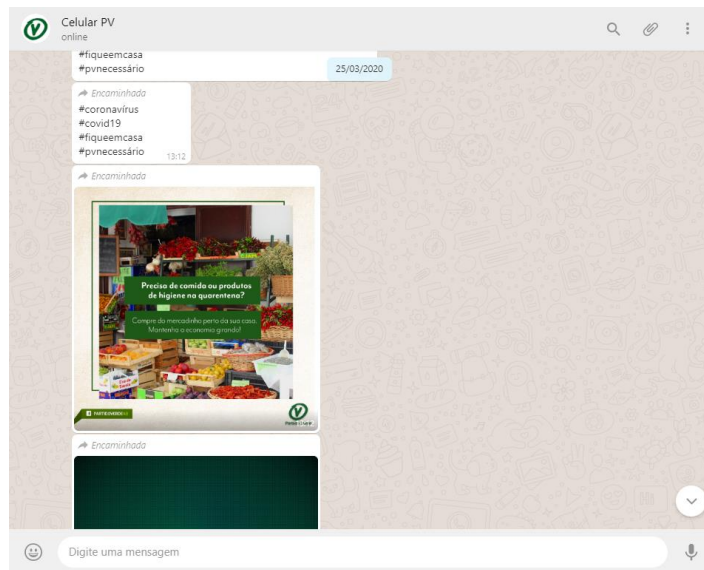 Celular PV
online
#fiqueemcasa
#pvnecessário
25/03/2020
Encaminhada
#coronavírus
#covid19
#fiqueemcasa
#pvnecessário
13:12
Encaminhada
Preciso de comida ou produtos
de higiene na quarentena?
Compre do mercadinho perto da sua casa.
Mantenha a economia girando!
Encaminhada
Digite uma mensagem